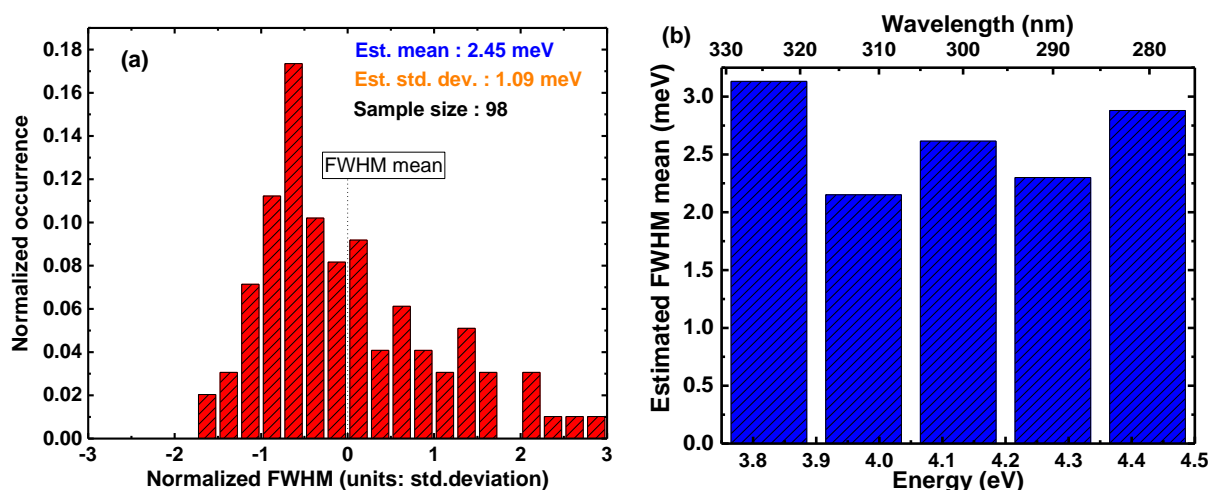 (a)
Est. mean : 2.45 meV
Est. std. dev. : 1.09 meV
Sample size : 98
FWHM mean
Normalized occurrence
0.18
0.16
0.14
0.12
0.10
0.08
0.06
0.04
0.02
0.00
-3 -2 -1 0 1 2 3
Normalized FWHM (units: std.deviation)
(b)
Wavelength (nm)
330 320 310 300 290 280
Estimated FWHM mean (meV)
3.0
2.5
2.0
1.5
1.0
0.5
0.0
3.8 3.9 4.0 4.1 4.2 4.3 4.4 4.5
Energy (eV)